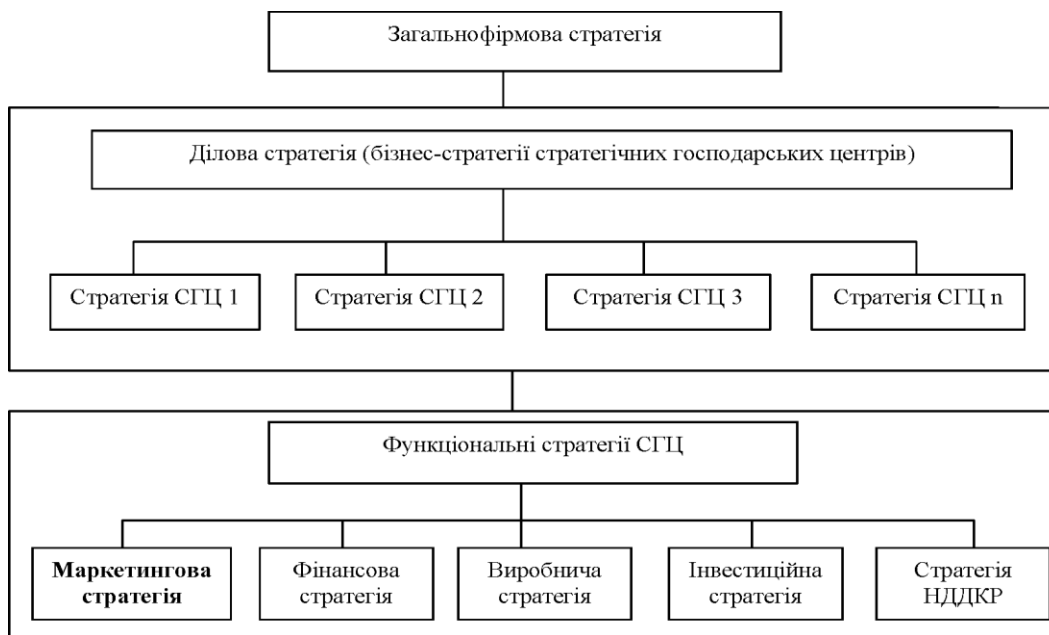 Загальнофірмова стратегія
Ділова стратегія (бізнес-стратегії стратегічних господарських центрів)
Стратегія СГЦ 1
Стратегія СГЦ 2
Стратегія СГЦ 3
Стратегія СГЦ n
Функціональні стратегії СГЦ
Маркетингова
стратегія
Фінансова
стратегія
Виробнича
стратегія
Інвестиційна
стратегія
Стратегія
НДДКР